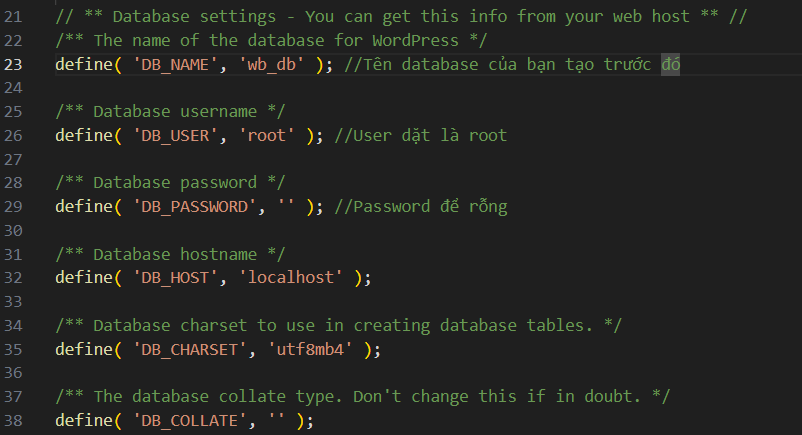 21 // ** Database settings - You can get this info from your web host ** //
22 /** The name of the database for WordPress */
23 define( 'DB_NAME', 'wb_db' ); //Tên database của bạn tạo trước đó
24
25 /** Database username */
26 define( 'DB_USER', 'root' ); //User dặt là root
27
28 /** Database password */
29 define( 'DB_PASSWORD', '' ); //Password để rỗng
30
31 /** Database hostname */
32 define( 'DB_HOST', 'localhost' );
33
34 /** Database charset to use in creating database tables. */
35 define( 'DB_CHARSET', 'utf8mb4' );
36
37 /** The database collate type. Don't change this if in doubt. */
38 define( 'DB_COLLATE', '' );